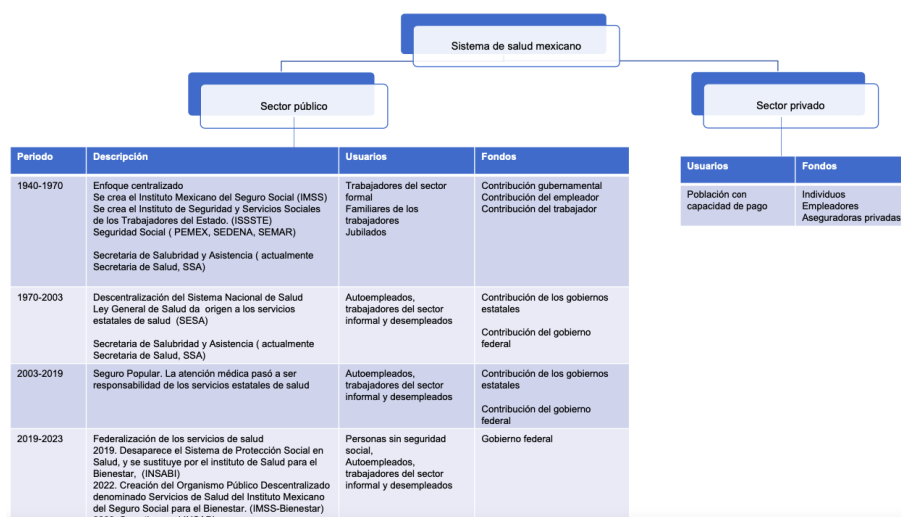 Sistema de salud mexicano
Sector público
Sector privado
Periodo
Descripción
Usuarios
Fondos
1940-1970
Enfoque centralizado
Se crea el Instituto Mexicano del Seguro Social (IMSS)
Se crea el Instituto de Seguridad y Servicios Sociales
de los Trabajadores del Estado. (ISSSTE)
Seguridad Social ( PEMEX, SEDENA, SEMAR)
Secretaria de Salubridad y Asistencia ( actualmente
Secretaria de Salud, SSA)
Trabajadores del sector
formal
Familiares de los
trabajadores
Jubilados
Contribución gubernamental
Contribución del empleador
Contribución del trabajador
1970-2003
Descentralización del Sistema Nacional de Salud
Ley General de Salud da origen a los servicios
estatales de salud (SESA)
Secretaria de Salubridad y Asistencia ( actualmente
Secretaria de Salud, SSA)
Autoempleados,
trabajadores del sector
informal y desempleados
Contribución de los gobiernos
estatales
Contribución del gobierno
federal
2003-2019
Seguro Popular. La atención médica pasó a ser
responsabilidad de los servicios estatales de salud
Autoempleados,
trabajadores del sector
informal y desempleados
Contribución de los gobiernos
estatales
Contribución del gobierno
federal
2019-2023
Federalización de los servicios de salud
2019. Desaparece el Sistema de Protección Social en
Salud, y se sustituye por el instituto de Salud para el
Bienestar, (INSABI)
2022. Creación del Organismo Público Descentralizado
denominado Servicios de Salud del Instituto Mexicano
del Seguro Social para el Bienestar. (IMSS-Bienestar)
Personas sin seguridad
social,
Autoempleados,
trabajadores del sector
informal y desempleados
Gobierno federal
Usuarios
Fondos
Población con
capacidad de pago
Individuos
Empleadores
Aseguradoras privadas